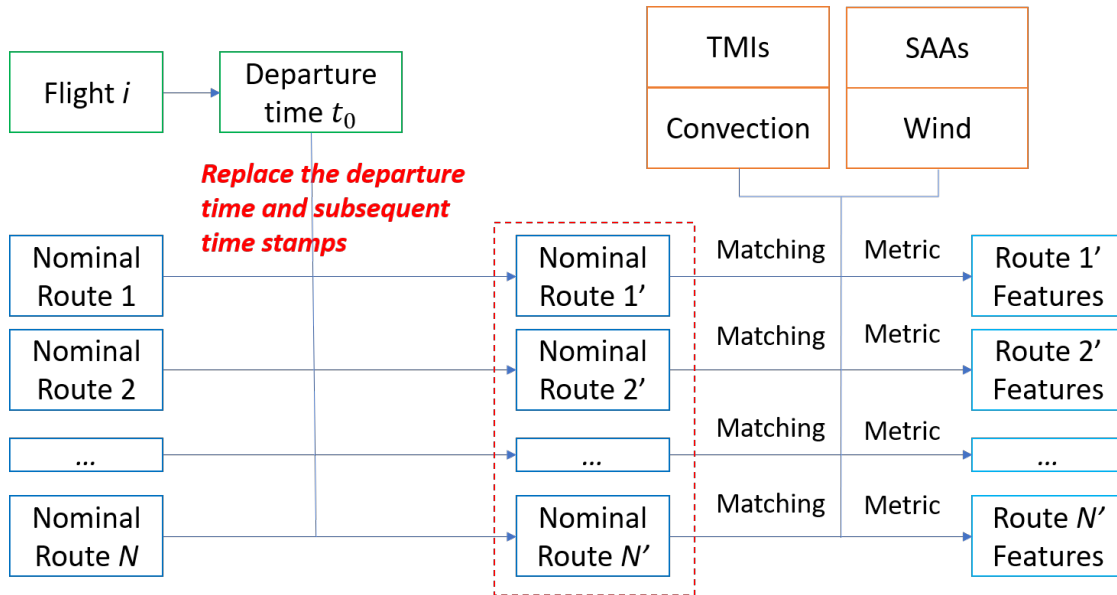 Flight i
Departure
time t₀
TMIs
SAAs
Convection
Wind
Replace the departure
time and subsequent
time stamps
Nominal
Route 1
Nominal
Route 1’
Matching
Metric
Route 1’
Features
Nominal
Route 2
Nominal
Route 2’
Matching
Metric
Route 2’
Features
...
...
Matching
Metric
...
Nominal
Route N
Nominal
Route N’
Matching
Metric
Route N’
Features